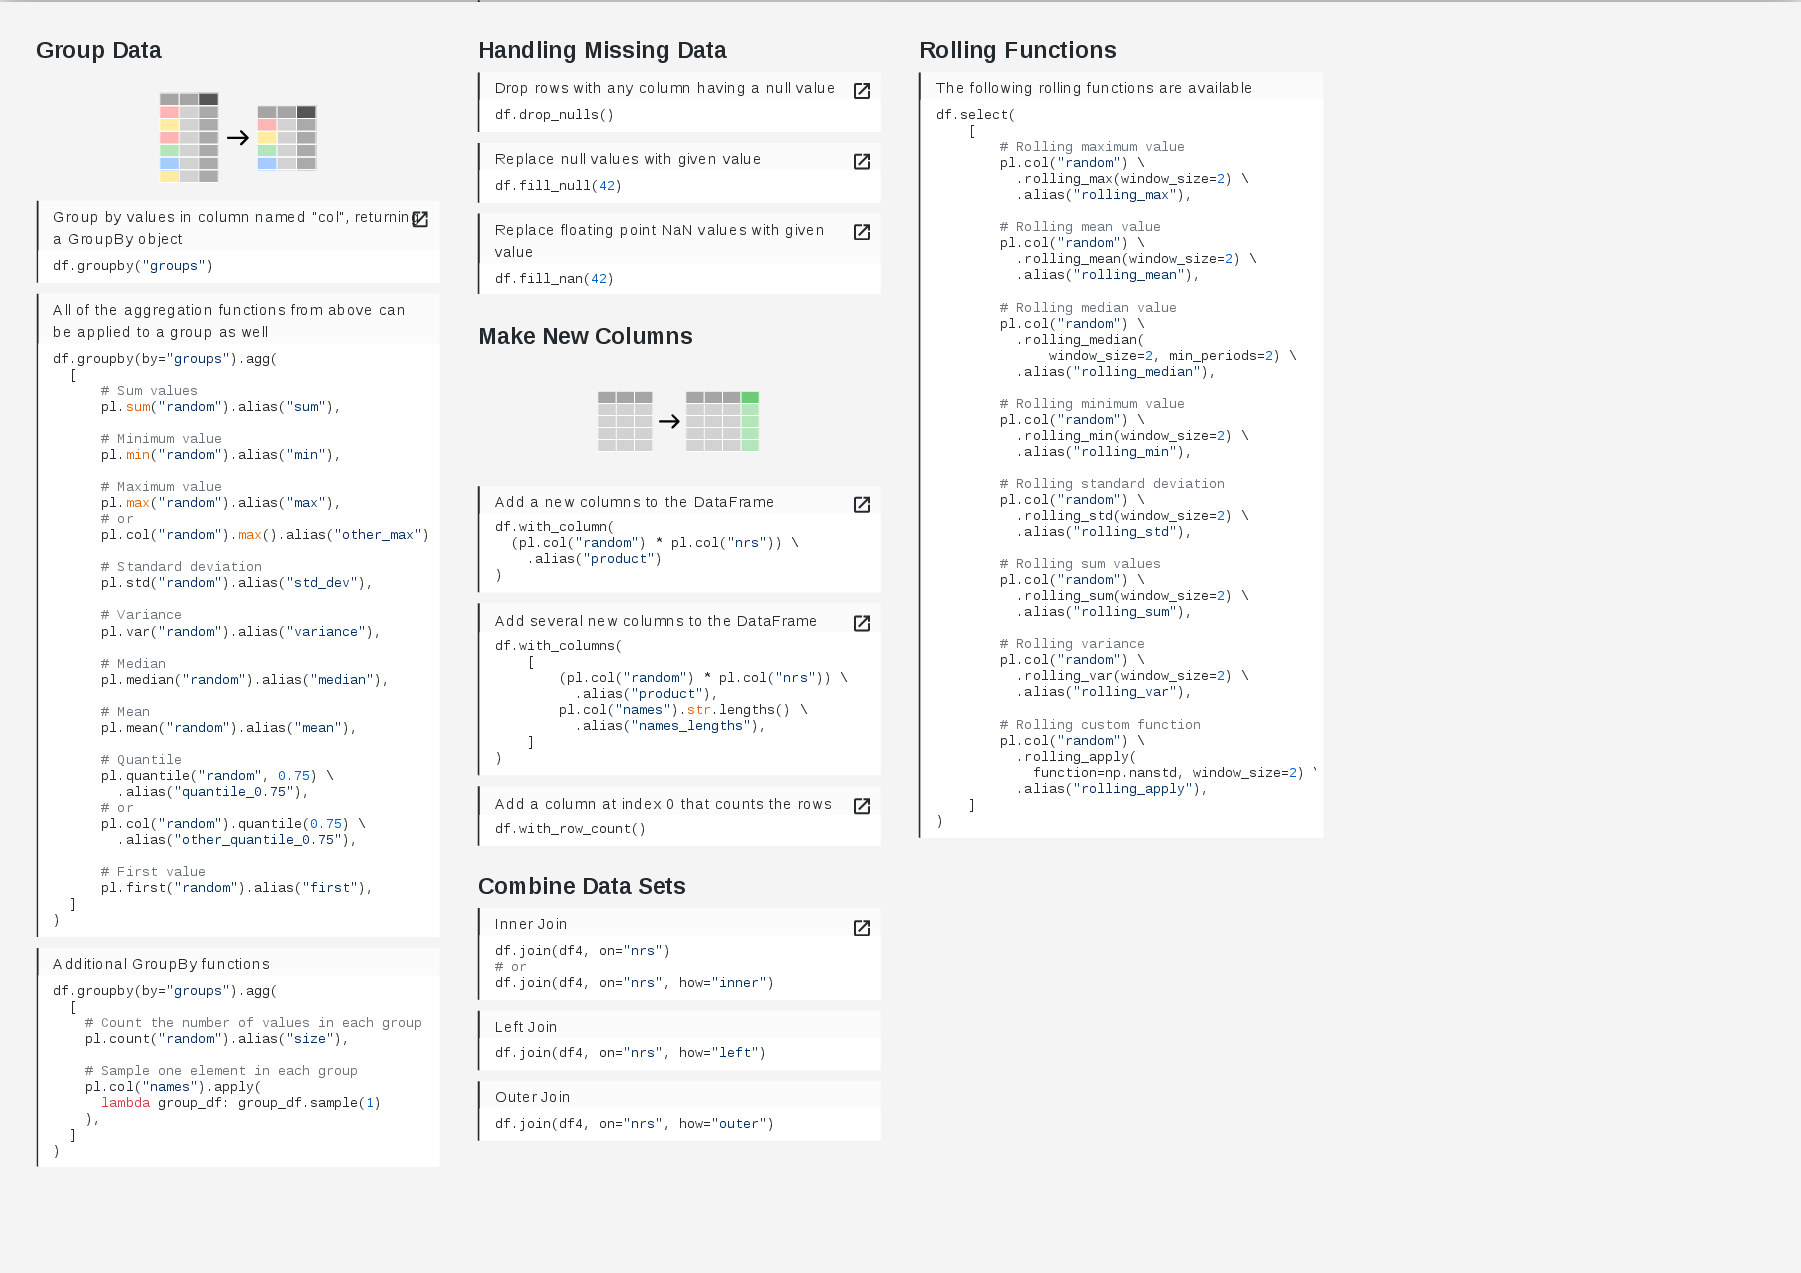 Group Data
Group by values in column named "col", returning
a GroupBy object
df.groupby("groups")
All of the aggregation functions from above can
be applied to a group as well
df.groupby(by="groups").agg(
[
# Sum values
pl.sum("random").alias("sum"),
# Minimum value
pl.min("random").alias("min"),
# Maximum value
pl.max("random").alias("max"),
# or
pl.col("random").max().alias("other_max")
# Standard deviation
pl.std("random").alias("std_dev"),
# Variance
pl.var("random").alias("variance"),
# Median
pl.median("random").alias("median"),
# Mean
pl.mean("random").alias("mean"),
# Quantile
pl.quantile("random", 0.75) \
.alias("quantile_0.75"),
# or
pl.col("random").quantile(0.75) \
.alias("other_quantile_0.75"),
# First value
pl.first("random").alias("first"),
]
)
Additional GroupBy functions
df.groupby(by="groups").agg(
[
# Count the number of values in each group
pl.count("random").alias("size"),
# Sample one element in each group
pl.col("names").apply(
lambda group_df: group_df.sample(1)
),
]
)
Handling Missing Data
Drop rows with any column having a null value
df.drop_nulls()
Replace null values with given value
df.fill_null(42)
Replace floating point NaN values with given
value
df.fill_nan(42)
Make New Columns
Add a new columns to the DataFrame
df.with_column(
(pl.col("random") * pl.col("nrs")) \
.alias("product")
)
Add several new columns to the DataFrame
df.with_columns(
[
(pl.col("random") * pl.col("nrs")) \
.alias("product"),
pl.col("names").str.lengths() \
.alias("names_lengths"),
]
)
Add a column at index 0 that counts the rows
df.with_row_count()
Combine Data Sets
Inner Join
df.join(df4, on="nrs")
# or
df.join(df4, on="nrs", how="inner")
Left Join
df.join(df4, on="nrs", how="left")
Outer Join
df.join(df4, on="nrs", how="outer")
Rolling Functions
The following rolling functions are available
df.select(
[
# Rolling maximum value
pl.col("random") \
.rolling_max(window_size=2) \
.alias("rolling_max"),
# Rolling mean value
pl.col("random") \
.rolling_mean(window_size=2) \
.alias("rolling_mean"),
# Rolling median value
pl.col("random") \
.rolling_median(
window_size=2, min_periods=2) \
.alias("rolling_median"),
# Rolling minimum value
pl.col("random") \
.rolling_min(window_size=2) \
.alias("rolling_min"),
# Rolling standard deviation
pl.col("random") \
.rolling_std(window_size=2) \
.alias("rolling_std"),
# Rolling sum values
pl.col("random") \
.rolling_sum(window_size=2) \
.alias("rolling_sum"),
# Rolling variance
pl.col("random") \
.rolling_var(window_size=2) \
.alias("rolling_var"),
# Rolling custom function
pl.col("random") \
.rolling_apply(
function=np.nanstd, window_size=2) \
.alias("rolling_apply"),
]
)